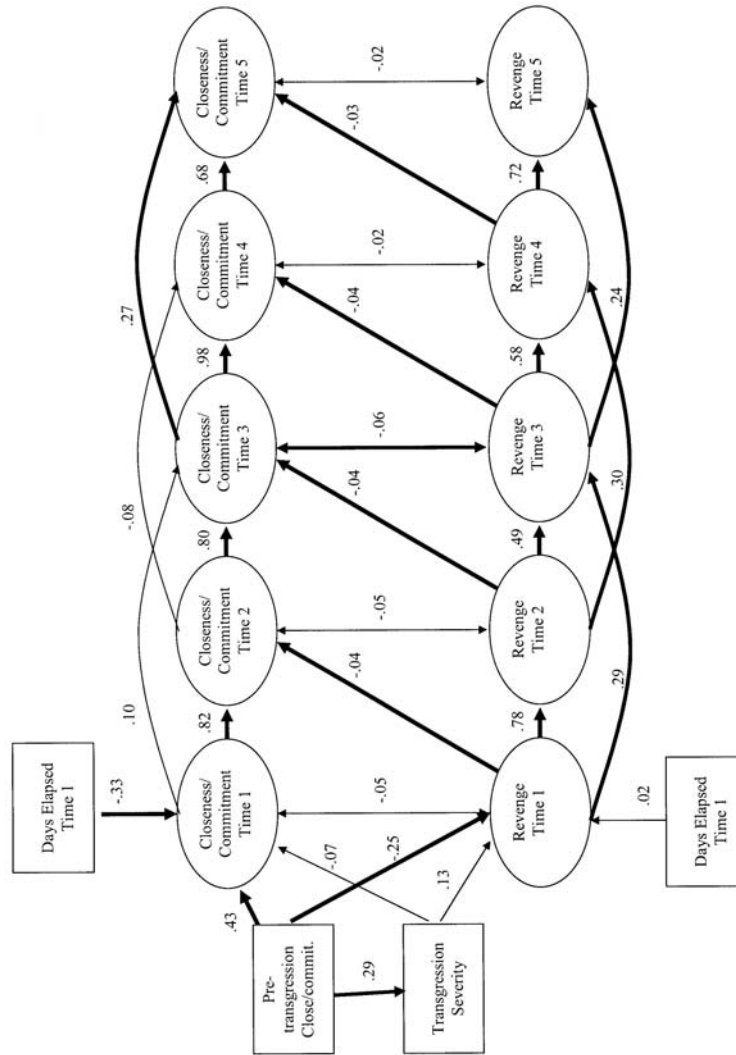 Days Elapsed
Time 1
-.33
.10
-.08
.27
Closeness/
Commitment
Time 1
.82
Closeness/
Commitment
Time 2
.80
Closeness/
Commitment
Time 3
.98
Closeness/
Commitment
Time 4
.68
Closeness/
Commitment
Time 5
.43
Pre-
transgression
Close/commit.
.29
Transgression
Severity
-.07
-.25
.13
-.05
-.04
-.05
-.04
-.06
-.04
-.02
-.03
-.02
Revenge
Time 1
.78
Revenge
Time 2
.49
Revenge
Time 3
.58
Revenge
Time 4
.72
Revenge
Time 5
.29
.30
.24
.02
Days Elapsed
Time 1